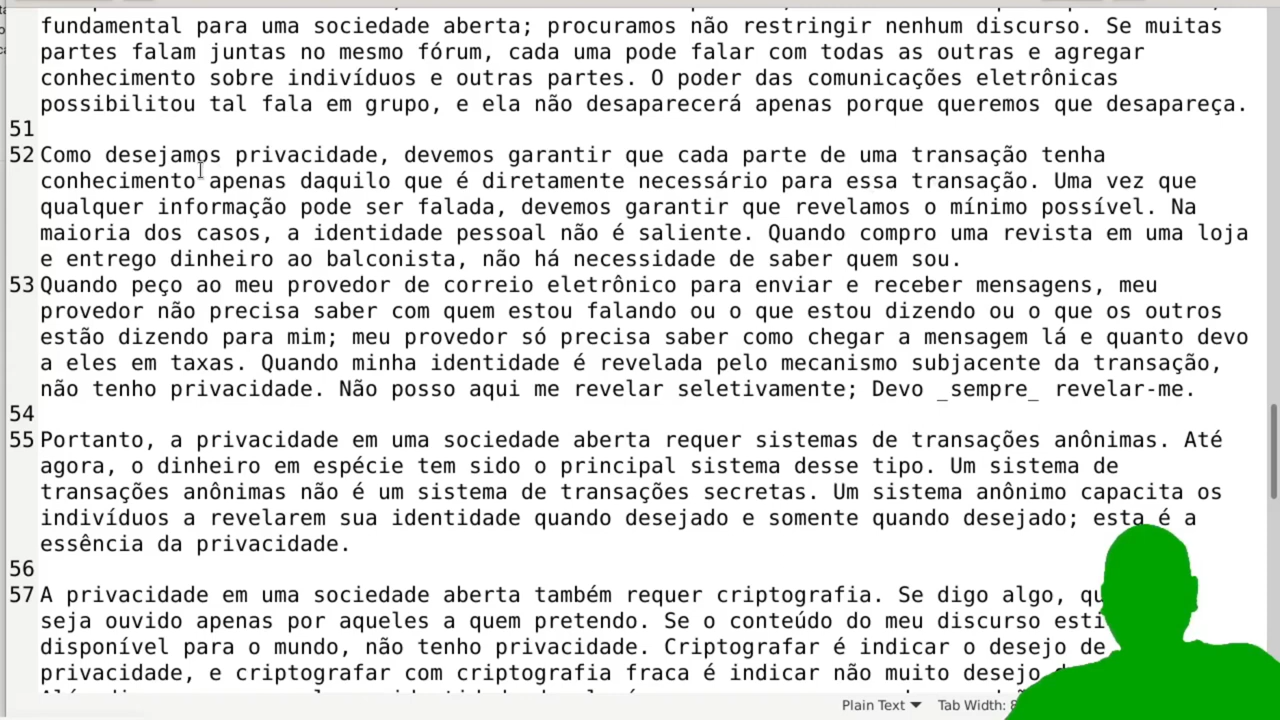 fundamental para uma sociedade aberta; procuramos não restringir nenhum discurso. Se muitas
partes falam juntas no mesmo fórum, cada uma pode falar com todas as outras e agregar
conhecimento sobre indivíduos e outras partes. O poder das comunicações eletrônicas
possibilitou tal fala em grupo, e ela não desaparecerá apenas porque queremos que desapareça.
51
52 Como desejamos privacidade, devemos garantir que cada parte de uma transação tenha
conhecimento apenas daquilo que é diretamente necessário para essa transação. Uma vez que
qualquer informação pode ser falada, devemos garantir que revelamos o mínimo possível. Na
maioria dos casos, a identidade pessoal não é saliente. Quando compro uma revista em uma loja
e entrego dinheiro ao balconista, não há necessidade de saber quem sou.
53 Quando peço ao meu provedor de correio eletrônico para enviar e receber mensagens, meu
provedor não precisa saber com quem estou falando ou o que estou dizendo ou o que os outros
estão dizendo para mim; meu provedor só precisa saber como chegar a mensagem lá e quanto devo
a eles em taxas. Quando minha identidade é revelada pelo mecanismo subjacente da transação,
não tenho privacidade. Não posso aqui me revelar seletivamente; Devo _sempre_ revelar-me.
54
55 Portanto, a privacidade em uma sociedade aberta requer sistemas de transações anônimas. Até
agora, o dinheiro em espécie tem sido o principal sistema desse tipo. Um sistema de
transações anônimas não é um sistema de transações secretas. Um sistema anônimo capacita os
indivíduos a revelarem sua identidade quando desejado e somente quando desejado; esta é a
essência da privacidade.
56
57 A privacidade em uma sociedade aberta também requer criptografia. Se digo algo,
seja ouvido apenas por aqueles a quem pretendo. Se o conteúdo do meu discurso
disponível para o mundo, não tenho privacidade. Criptografar é indicar o desejo de
privacidade, e criptografar com criptografia fraca é indicar não muito desejo
Plain Text Tab Width: